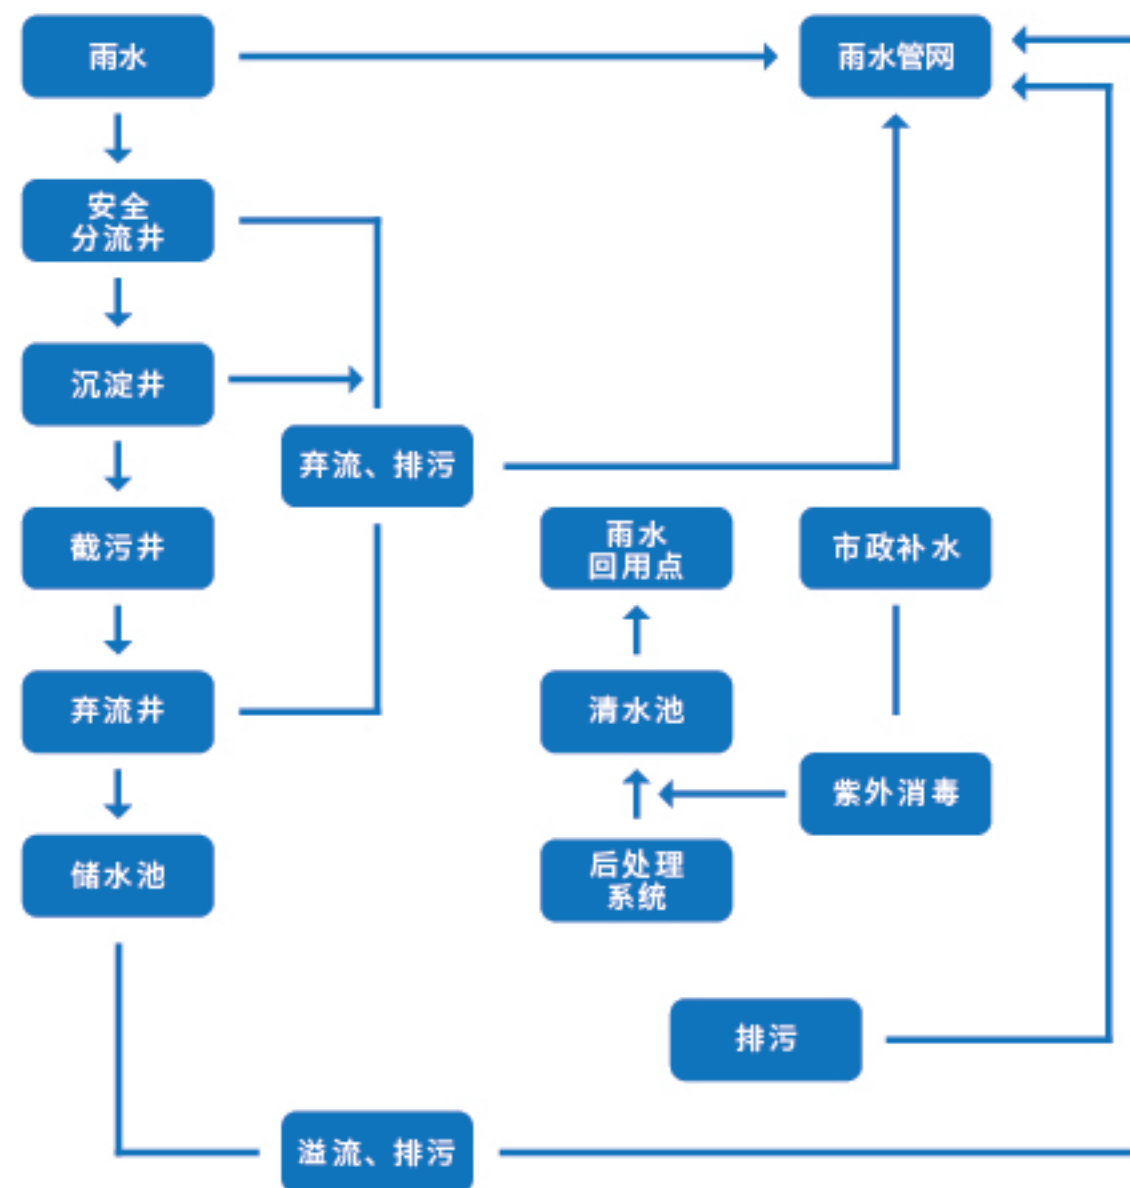 雨水
雨水管网
安全
分流井
沉淀井
弃流、排污
截污井
雨水
回用点
市政补水
弃流井
清水池
紫外消毒
储水池
后处理
系统
排污
溢流、排污